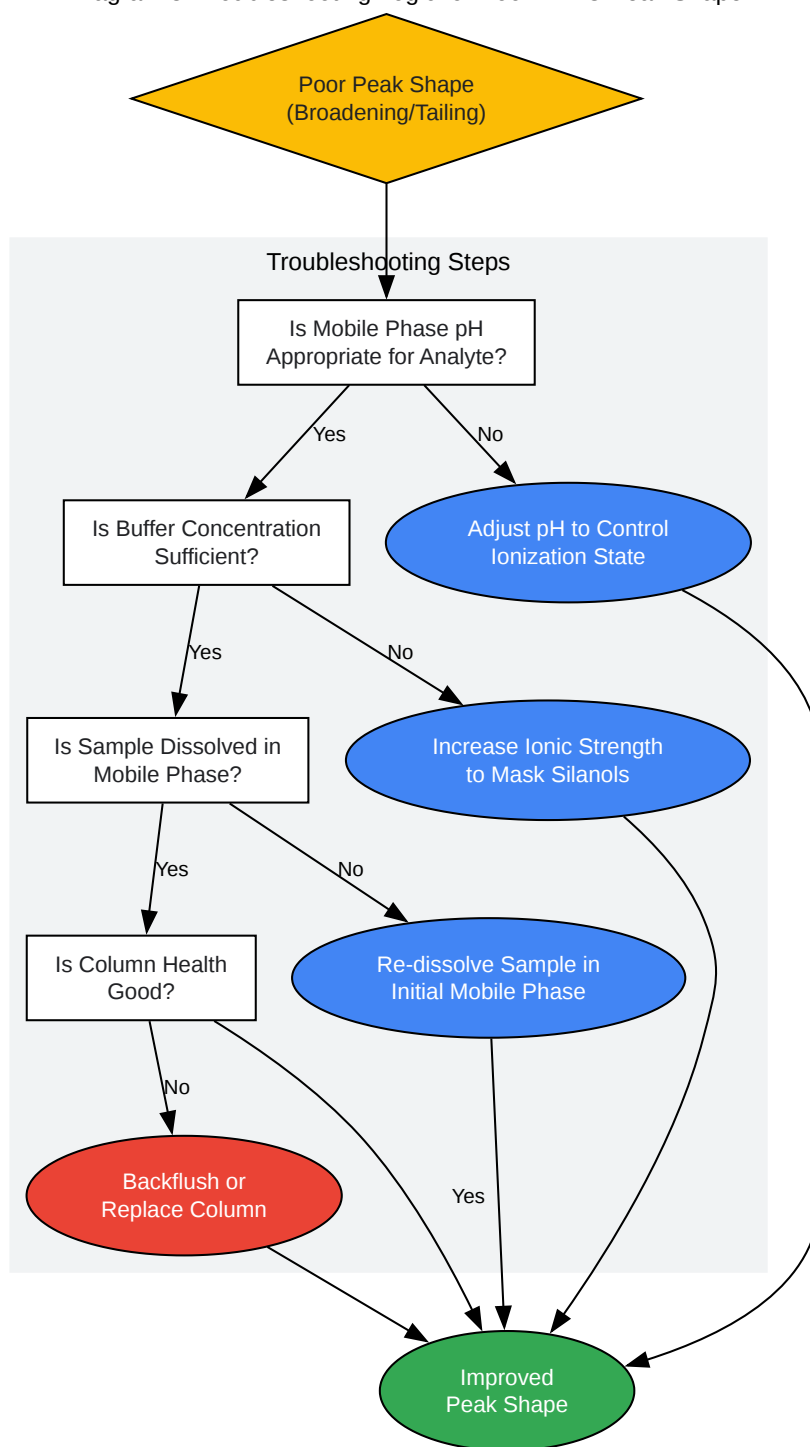 Poor Peak Shape
(Broadening/Tailing)
Troubleshooting Steps
Is Mobile Phase pH
Appropriate for Analyte?
Yes
No
Is Buffer Concentration
Sufficient?
Adjust pH to Control
Ionization State
Yes
No
Is Sample Dissolved in
Mobile Phase?
Increase Ionic Strength
to Mask Silanols
Yes
No
Is Column Health
Good?
Re-dissolve Sample in
Initial Mobile Phase
No
Yes
Backflush or
Replace Column
Improved
Peak Shape